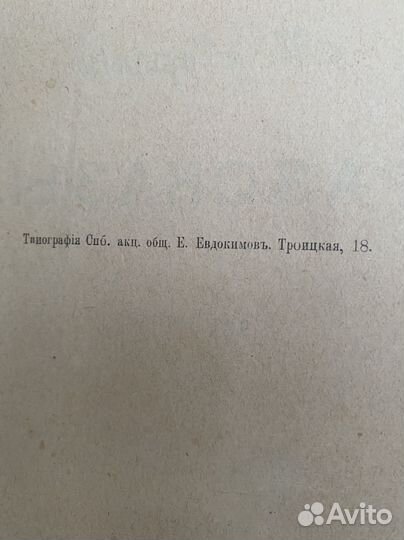 Типографія Спб. акц. общ. Е. Евдокимовъ. Троицкая, 18.
Avito